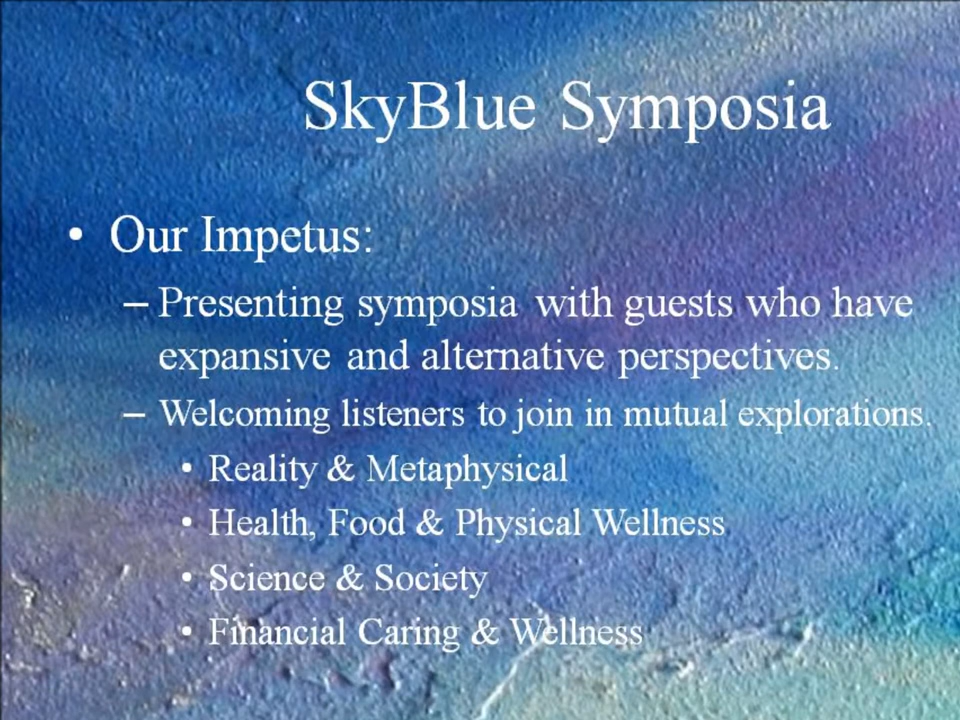 SkyBlue Symposia
• Our Impetus:
– Presenting symposia with guests who have
expansive and alternative perspectives.
– Welcoming listeners to join in mutual explorations.
• Reality & Metaphysical
• Health, Food & Physical Wellness
• Science & Society
• Financial Caring & Wellness